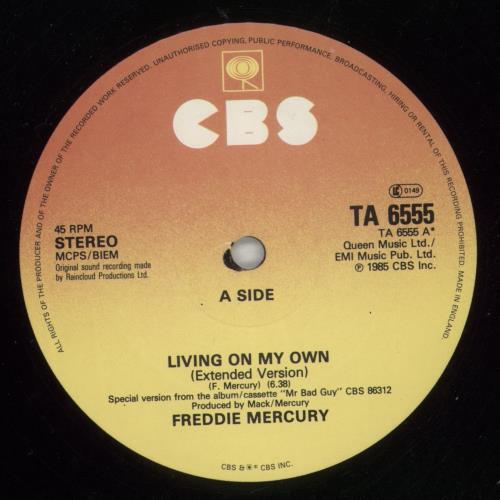 ALL RIGHTS OF THE PRODUCER AND OF THE OWNER OF THE RECORDED WORK RESERVED. UNAUTHORISED COPYING, PUBLIC PERFORMANCE, BROADCASTING, HIRING OR RENTAL OF THIS RECORDING PROHIBITED. MADE IN ENGLAND.
CBS
LC 0149
45 RPM
STEREO
MCPS/BIEM
Original sound recording made
by Raincloud Productions Ltd.
TA 6555
TA 6555 A*
Queen Music Ltd./
EMI Music Pub. Ltd.
℗ 1985 CBS Inc.
A SIDE
LIVING ON MY OWN
(Extended Version)
(F. Mercury) (6.38)
Special version from the album/cassette "Mr Bad Guy" CBS 86312
Produced by Mack/Mercury
FREDDIE MERCURY
CBS & CBS INC.